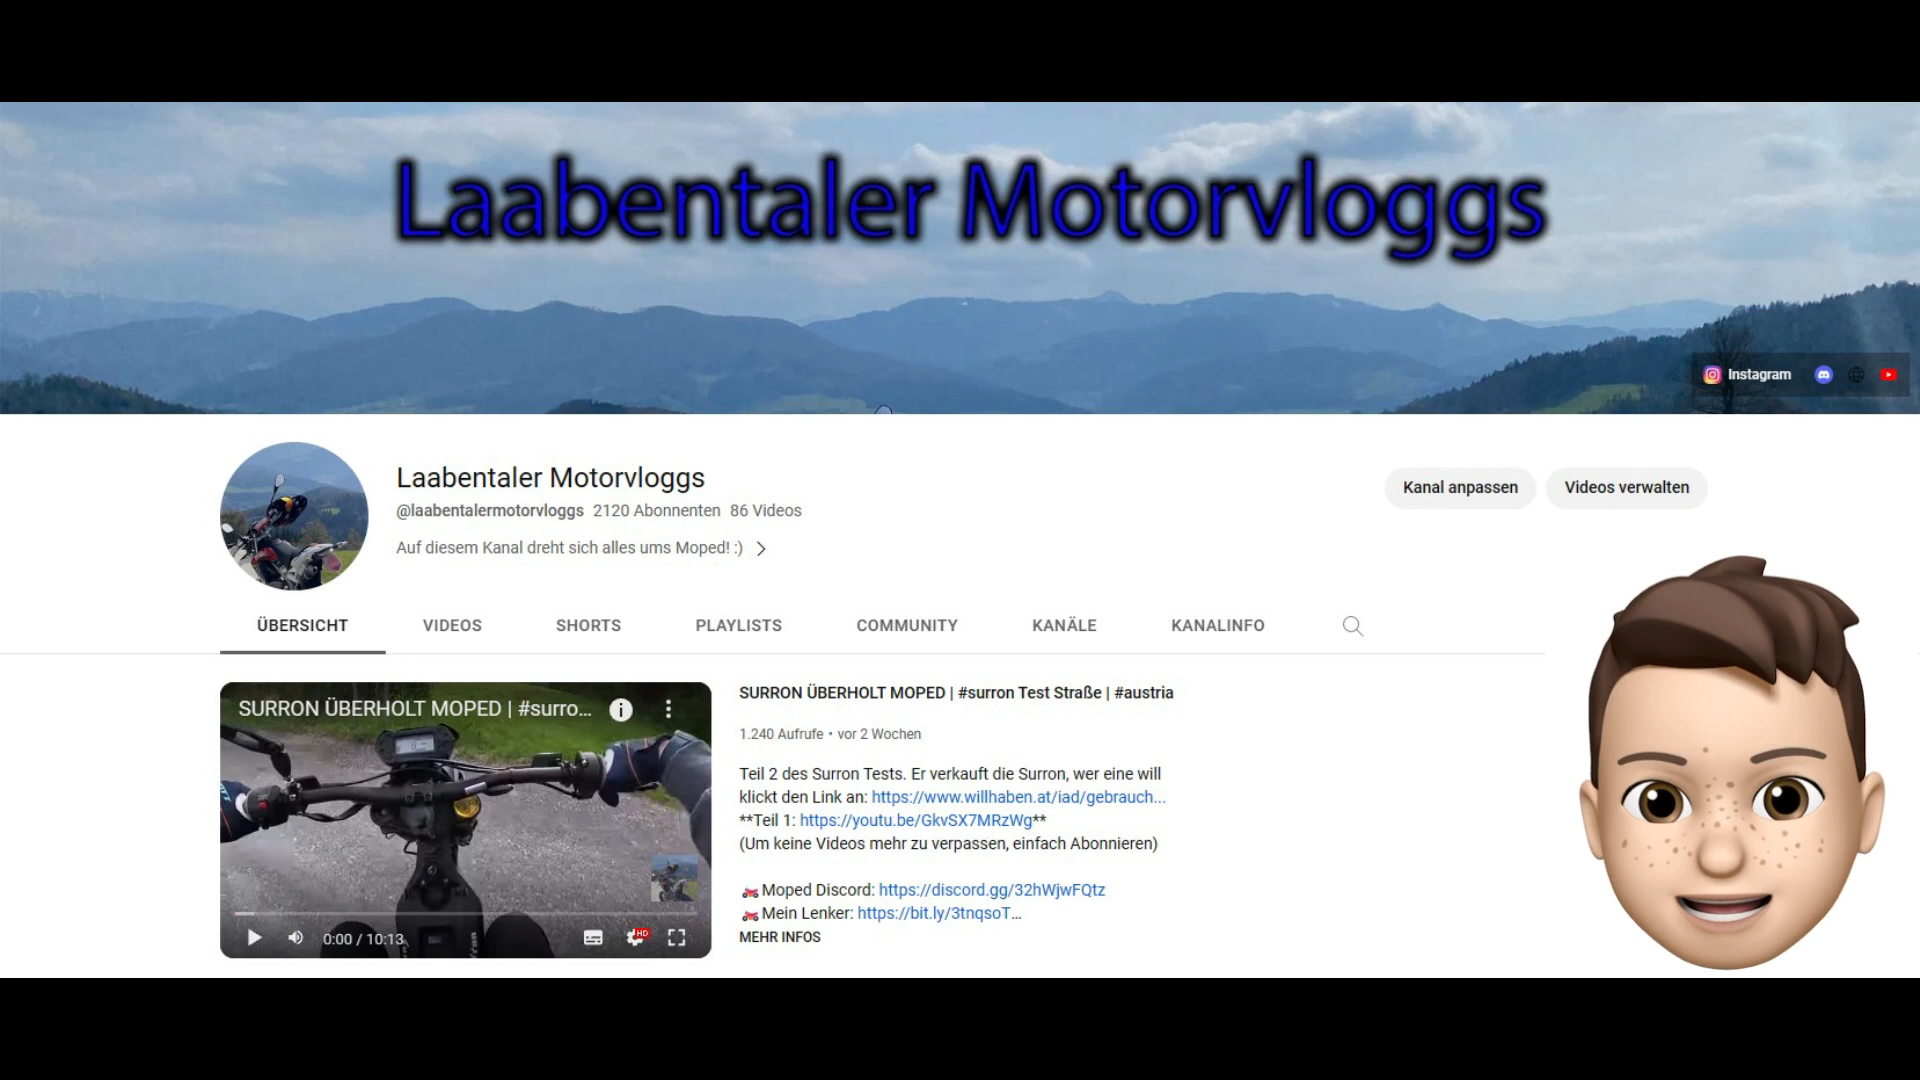 Laabentaler Motorvloggs
Instagram
Laabentaler Motorvloggs
@laabentalermotorvloggs 2120 Abonnenten 86 Videos
Auf diesem Kanal dreht sich alles ums Moped! :)
Kanal anpassen
Videos verwalten
ÜBERSICHT VIDEOS SHORTS PLAYLISTS COMMUNITY KANÄLE KANALINFO
SURRON ÜBERHOLT MOPED | #surro...
0:00 / 10:13
HD
SURRON ÜBERHOLT MOPED | #surron Test Straße | #austria
1.240 Aufrufe • vor 2 Wochen
Teil 2 des Surron Tests. Er verkauft die Surron, wer eine will
klickt den Link an: https://www.willhaben.at/iad/gebrauch...
**Teil 1: https://youtu.be/GkvSX7MRzWg**
(Um keine Videos mehr zu verpassen, einfach Abonnieren)
🏍️Moped Discord: https://discord.gg/32hWjwFQtz
🏍️Mein Lenker: https://bit.ly/3tnqsoT...
MEHR INFOS